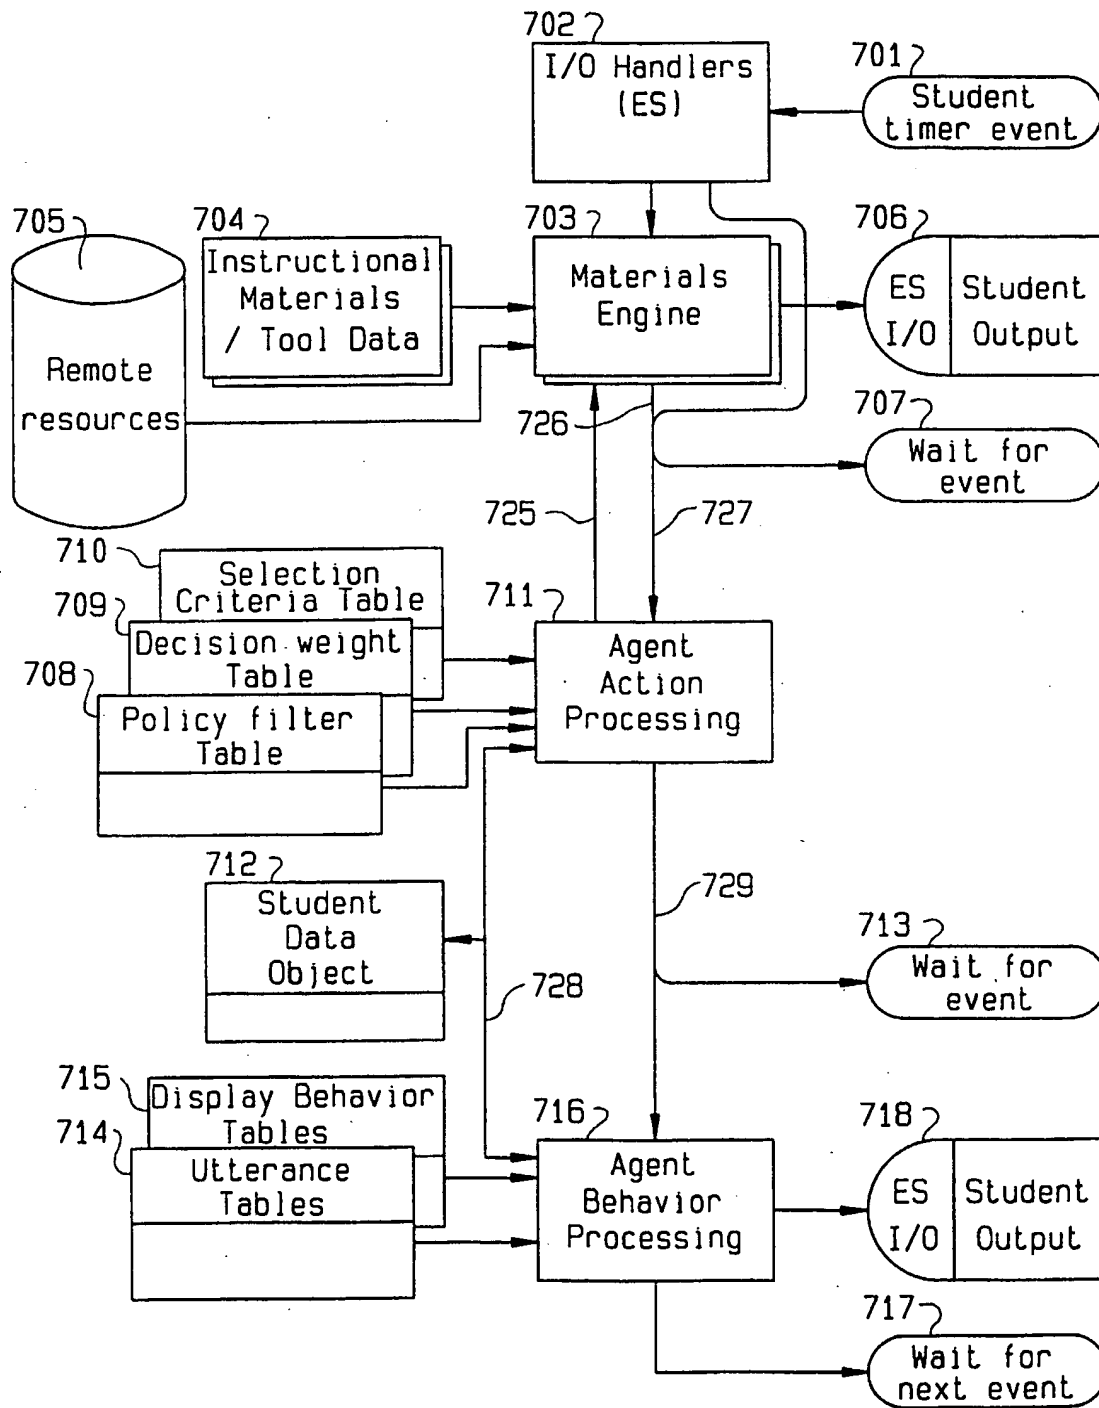 702
I/O Handlers
(ES)
701
Student
timer event
705
Remote
resources
704
Instructional
Materials
/ Tool Data
703
Materials
Engine
706
ES
I/O
Student
Output
726
707
Wait for
event
725
727
710
Selection
Criteria Table
709
Decision weight
Table
708
Policy filter
Table
711
Agent
Action
Processing
712
Student
Data
Object
729
713
Wait for
event
728
715
Display Behavior
Tables
714
Utterance
Tables
716
Agent
Behavior
Processing
718
ES
I/O
Student
Output
717
Wait for
next event